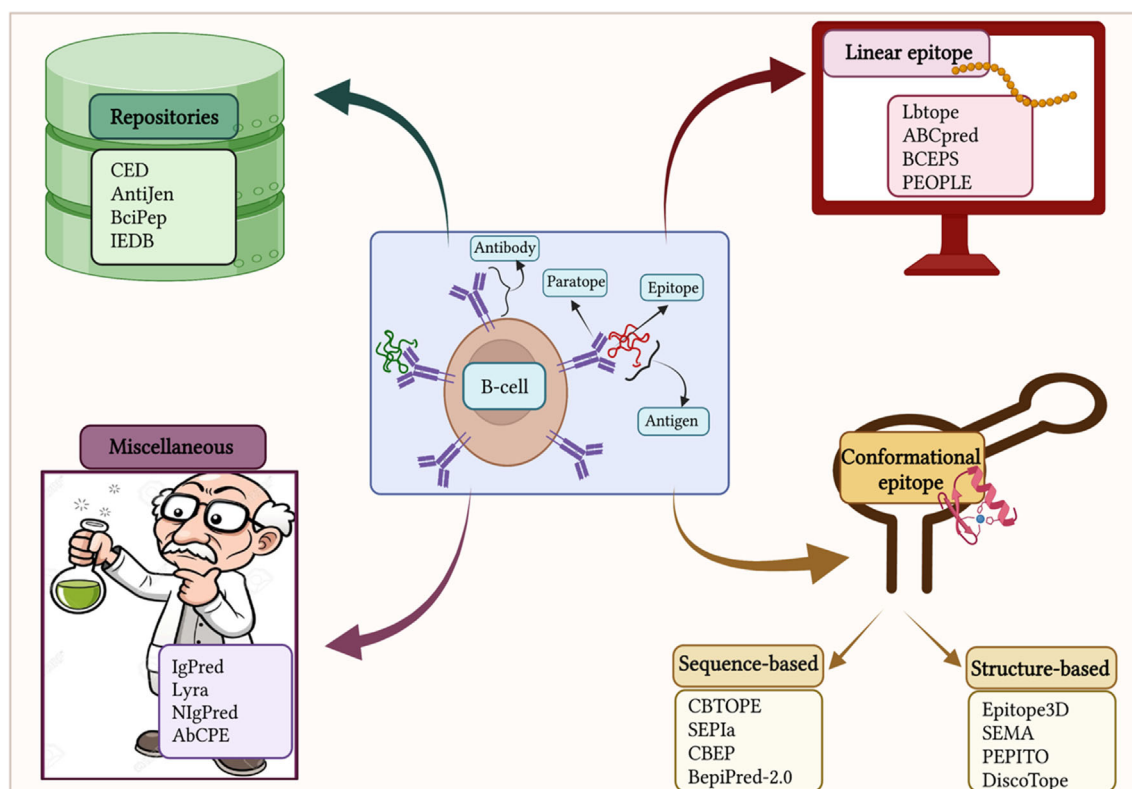 Repositories
CED
AntiJen
BciPep
IEDB
Linear epitope
Lbtope
ABCpred
BCEPS
PEOPLE
Antibody
Paratope
Epitope
B-cell
Antigen
Miscellaneous
IgPred
Lyra
NIgPred
AbCPE
Conformational
epitope
Sequence-based
CBTOPE
SEPIa
CBEP
BepiPred-2.0
Structure-based
Epitope3D
SEMA
PEPITO
DiscoTope